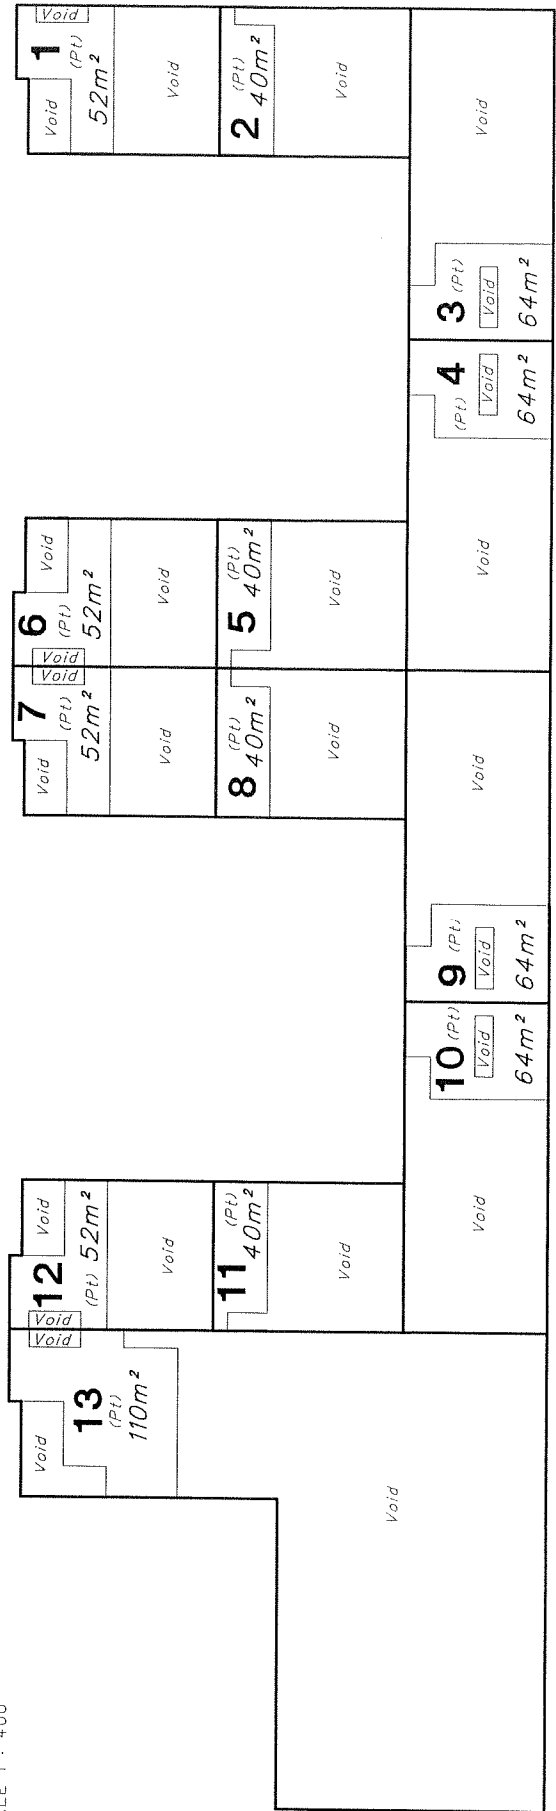 Void
1
(Pt)
Void
52m²
Void
2
(Pt)
40m²
Void
Void
3 (Pt)
Void
64m²
4
(Pt)
Void
64m²
Void
6
(Pt)
Void
52m²
Void
Void
5
(Pt)
40m²
Void
Void
7
(Pt)
Void
52m²
Void
8
(Pt)
40m²
Void
Void
9 (Pt)
Void
64m²
10 (Pt)
Void
64m²
Void
12
Void
(Pt) 52m²
Void
Void
11
(Pt)
40m²
Void
Void
13
(Pt)
110m²
Void
Void
1 : 400